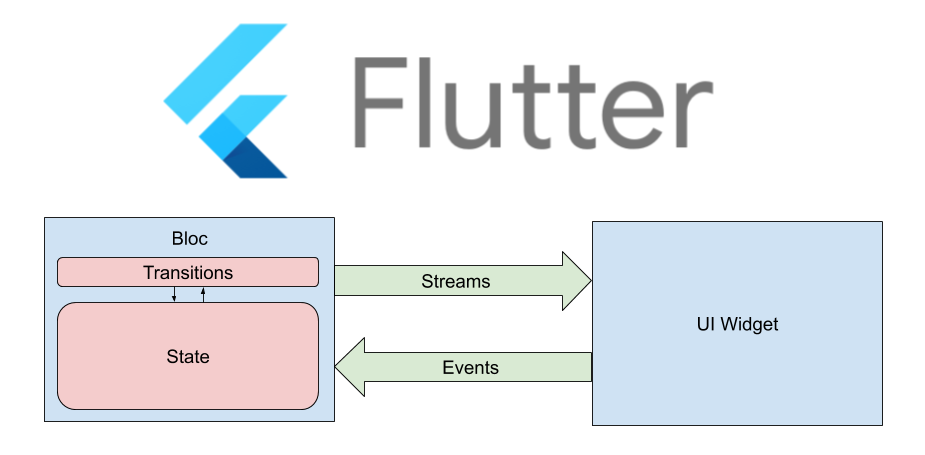 Flutter
Bloc
Transitions
State
Streams
Events
UI Widget